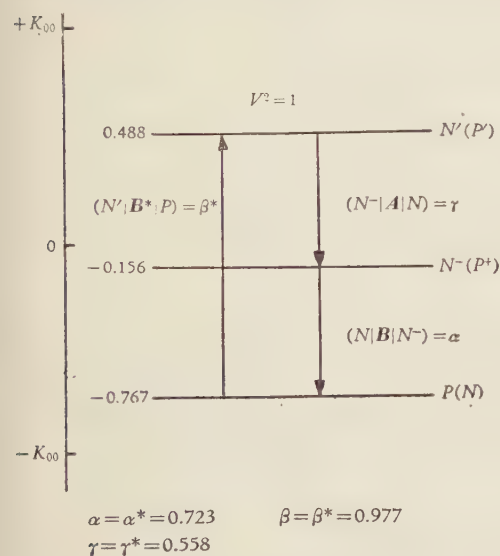 +K₀₀
V²=1
0.488 N′(P′)
(N′|B*|P)=β* (N⁻|A|N)=γ
0
−0.156 N⁻(P⁺)
(N|B|N⁻)=α
−0.767 P(N)
−K₀₀
α=α*=0.723 β=β*=0.977
γ=γ*=0.558